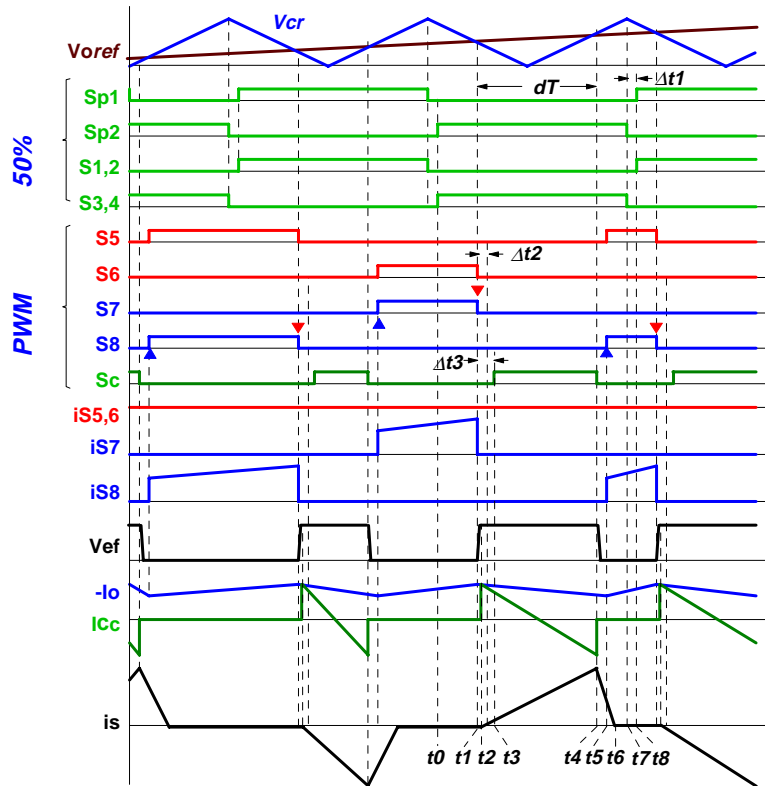 Vcr
Voref
Sp1
dT
Δt1
Sp2
50%
S1,2
S3,4
S5
S6
Δt2
PWM
S7
S8
Δt3
Sc
iS5,6
iS7
iS8
Vef
-Io
ICc
is
t0 t1 t2 t3 t4 t5 t6 t7 t8